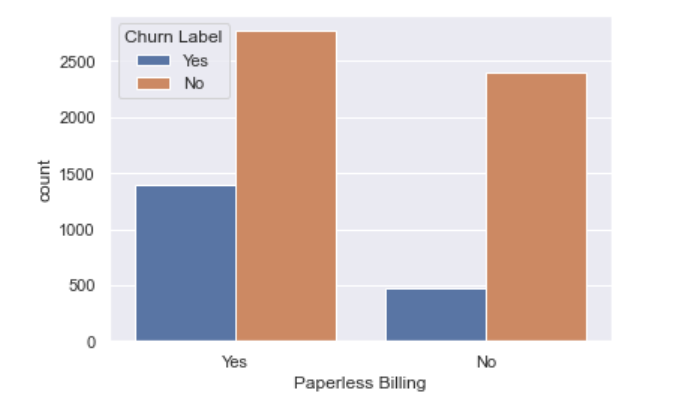 Churn Label
Yes
No
2500
2000
1500
1000
500
0
count
Yes No
Paperless Billing